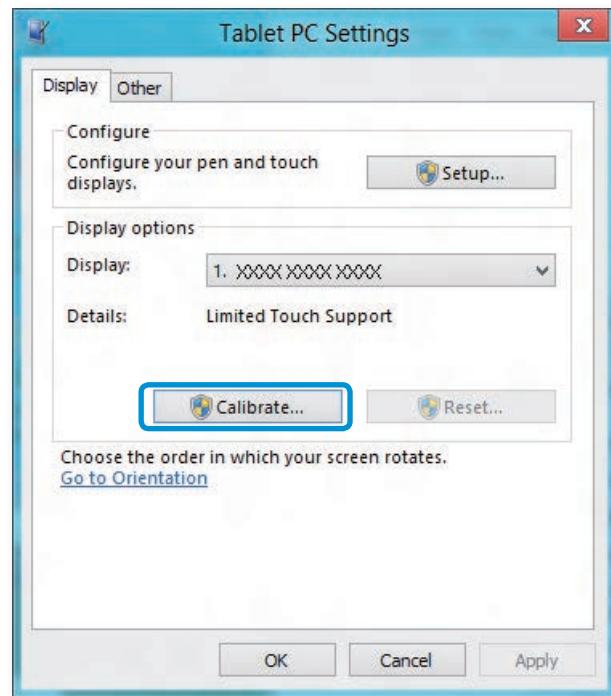 Tablet PC Settings
Display
Other
Configure
Configure your pen and touch
displays.
Setup...
Display options
Display:
1. XXXX XXXX XXXX
Details:
Limited Touch Support
Calibrate...
Reset...
Choose the order in which your screen rotates.
Go to Orientation
OK
Cancel
Apply